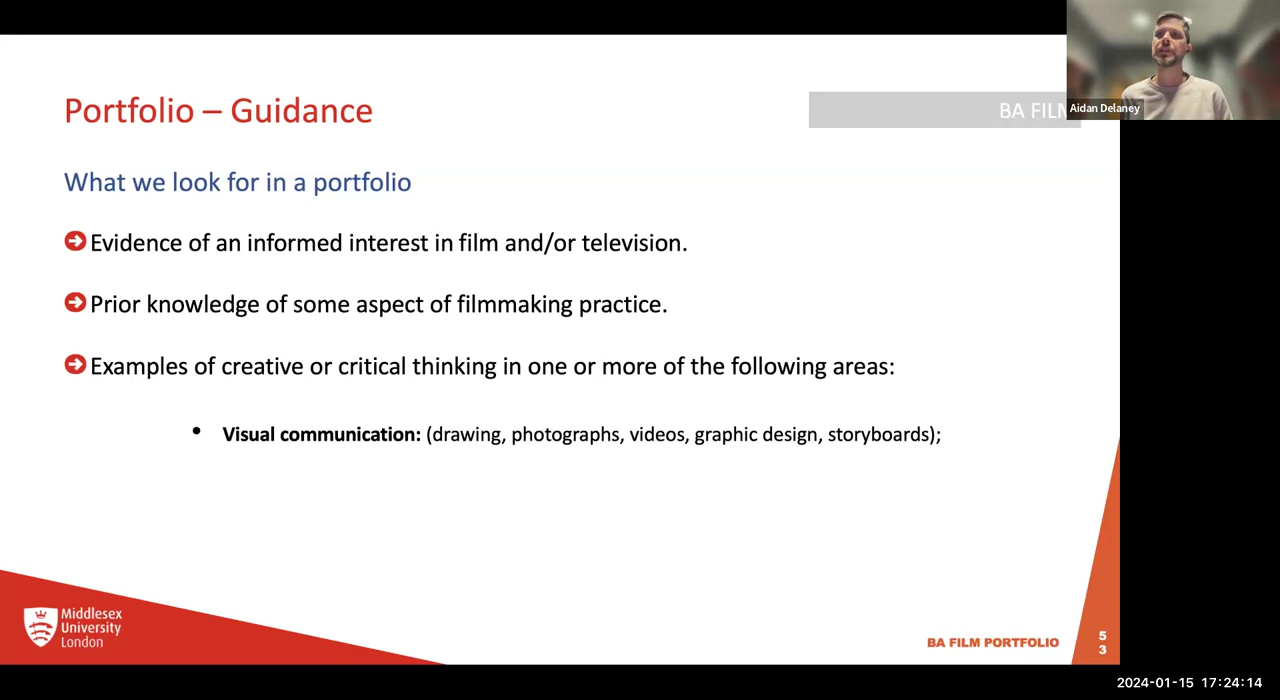 Portfolio – Guidance
BA FILM
Aidan Delaney
What we look for in a portfolio
Evidence of an informed interest in film and/or television.
Prior knowledge of some aspect of filmmaking practice.
Examples of creative or critical thinking in one or more of the following areas:
• Visual communication: (drawing, photographs, videos, graphic design, storyboards);
Middlesex
University
London
BA FILM PORTFOLIO
5
3
2024-01-15 17:24:14